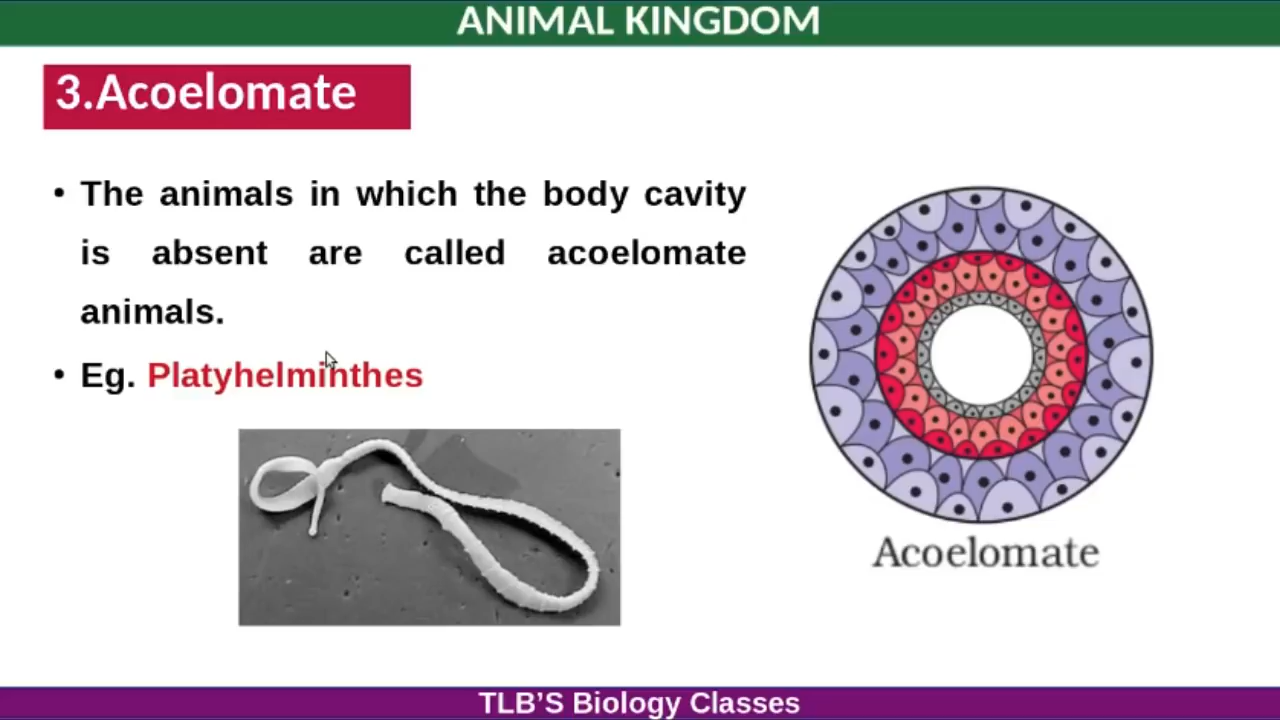 ANIMAL KINGDOM
3.Acoelomate
• The animals in which the body cavity
is absent are called acoelomate
animals.
• Eg. Platyhelminthes
Acoelomate
TLB’S Biology Classes